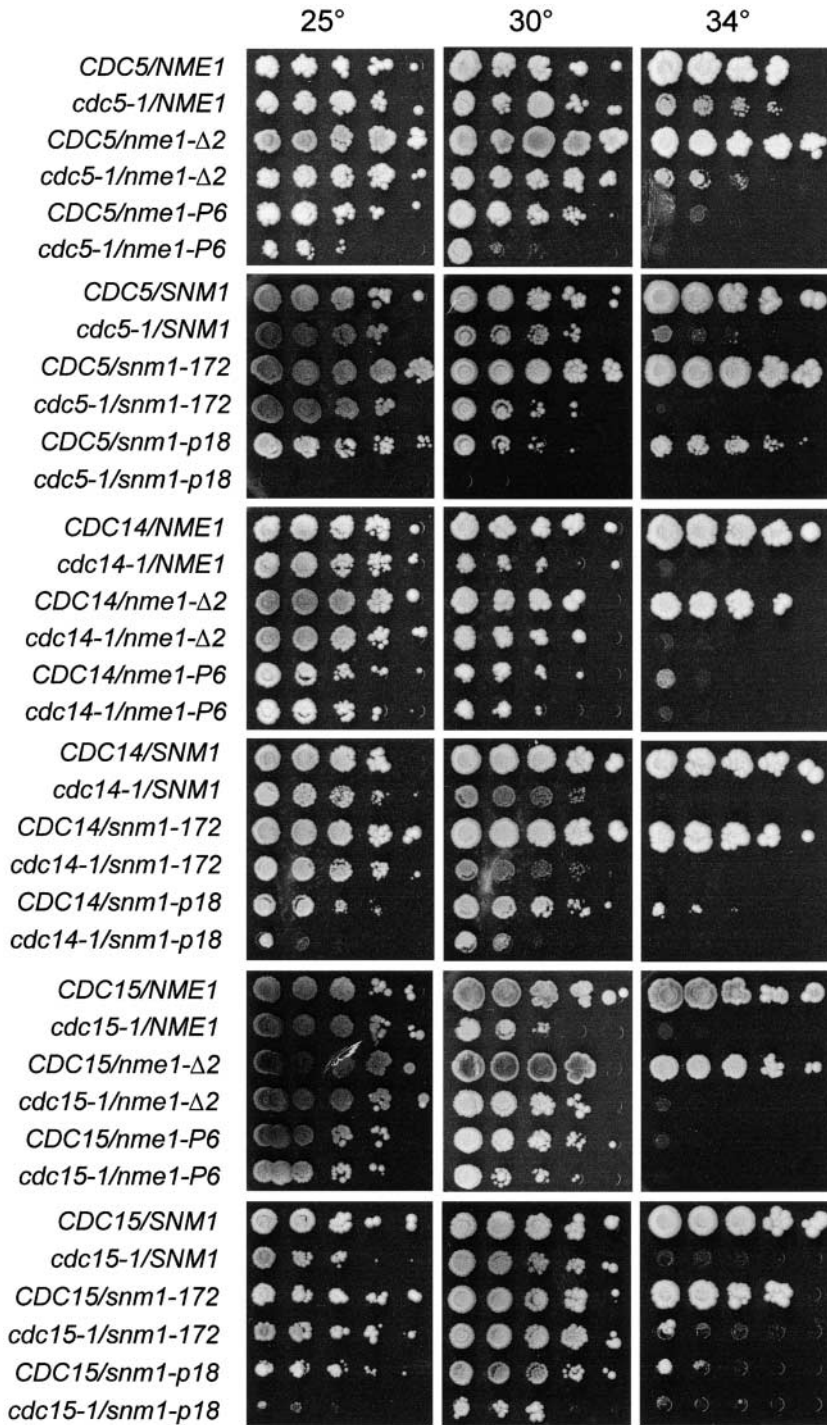 25° 30° 34°
CDC5/NME1
cdc5-1/NME1
CDC5/nme1-Δ2
cdc5-1/nme1-Δ2
CDC5/nme1-P6
cdc5-1/nme1-P6
CDC5/SNM1
cdc5-1/SNM1
CDC5/snm1-172
cdc5-1/snm1-172
CDC5/snm1-p18
cdc5-1/snm1-p18
CDC14/NME1
cdc14-1/NME1
CDC14/nme1-Δ2
cdc14-1/nme1-Δ2
CDC14/nme1-P6
cdc14-1/nme1-P6
CDC14/SNM1
cdc14-1/SNM1
CDC14/snm1-172
cdc14-1/snm1-172
CDC14/snm1-p18
cdc14-1/snm1-p18
CDC15/NME1
cdc15-1/NME1
CDC15/nme1-Δ2
cdc15-1/nme1-Δ2
CDC15/nme1-P6
cdc15-1/nme1-P6
CDC15/SNM1
cdc15-1/SNM1
CDC15/snm1-172
cdc15-1/snm1-172
CDC15/snm1-p18
cdc15-1/snm1-p18